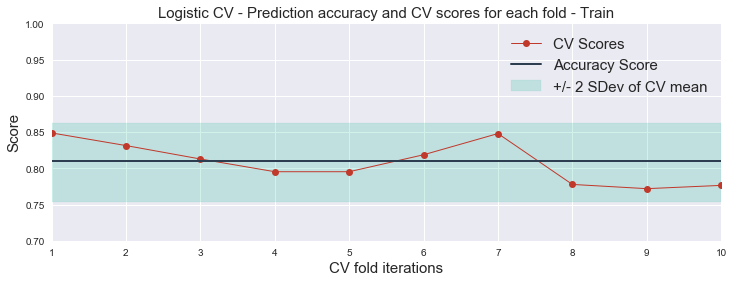 Logistic CV - Prediction accuracy and CV scores for each fold - Train
1.00
0.95
0.90
0.85
0.80
0.75
0.70
Score
CV Scores
Accuracy Score
+/- 2 SDev of CV mean
1 2 3 4 5 6 7 8 9 10
CV fold iterations